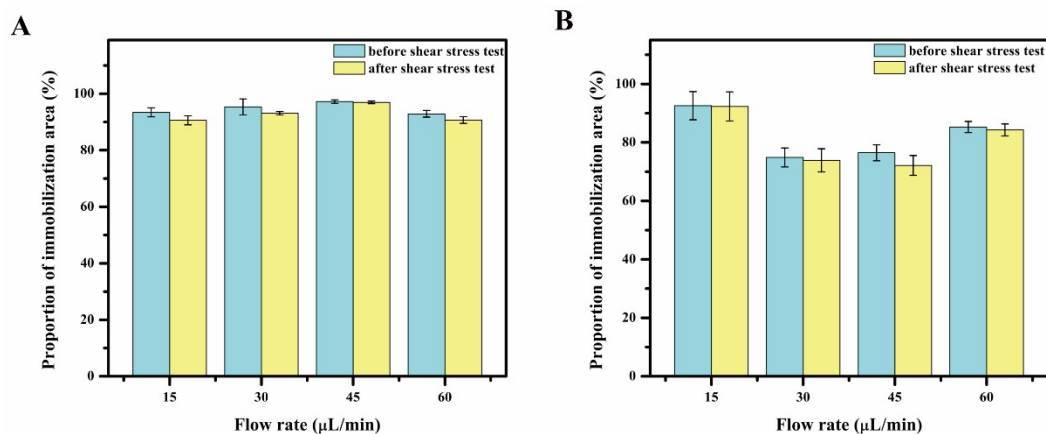 A
before shear stress test
after shear stress test
Proportion of immobilization area (%)
100
80
60
40
20
0
15 30 45 60
Flow rate (μL/min)
B
before shear stress test
after shear stress test
Proportion of immobilization area (%)
100
80
60
40
20
0
15 30 45 60
Flow rate (μL/min)